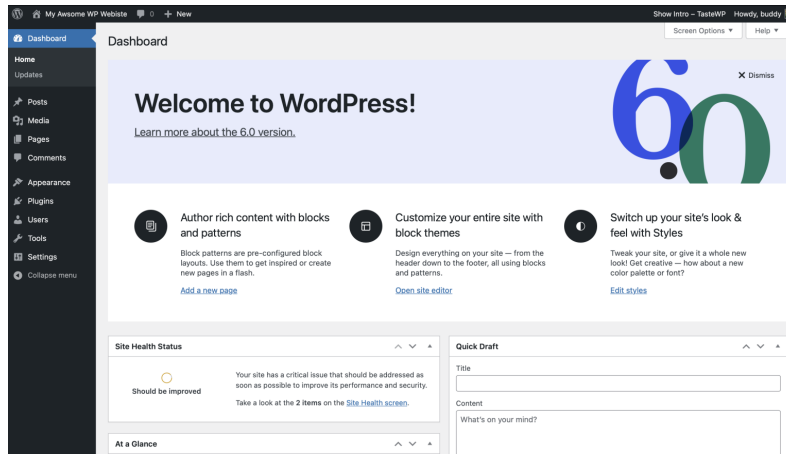 My Awsome WP Webiste 0 + New Show Intro – TasteWP Howdy, buddy
Screen Options ▼ Help ▼
Dashboard
Home
Updates
Posts
Media
Pages
Comments
Appearance
Plugins
Users
Tools
Settings
Collapse menu
Dashboard
Dismiss
Welcome to WordPress!
Learn more about the 6.0 version.
6.0
Author rich content with blocks
and patterns
Block patterns are pre-configured block
layouts. Use them to get inspired or create
new pages in a flash.
Add a new page
Customize your entire site with
block themes
Design everything on your site — from the
header down to the footer, all using blocks
and patterns.
Open site editor
Switch up your site's look &
feel with Styles
Tweak your site, or give it a whole new
look! Get creative — how about a new
color palette or font?
Edit styles
Site Health Status
Should be improved
Your site has a critical issue that should be addressed as
soon as possible to improve its performance and security.
Take a look at the 2 items on the Site Health screen.
At a Glance
Quick Draft
Title
Content
What's on your mind?